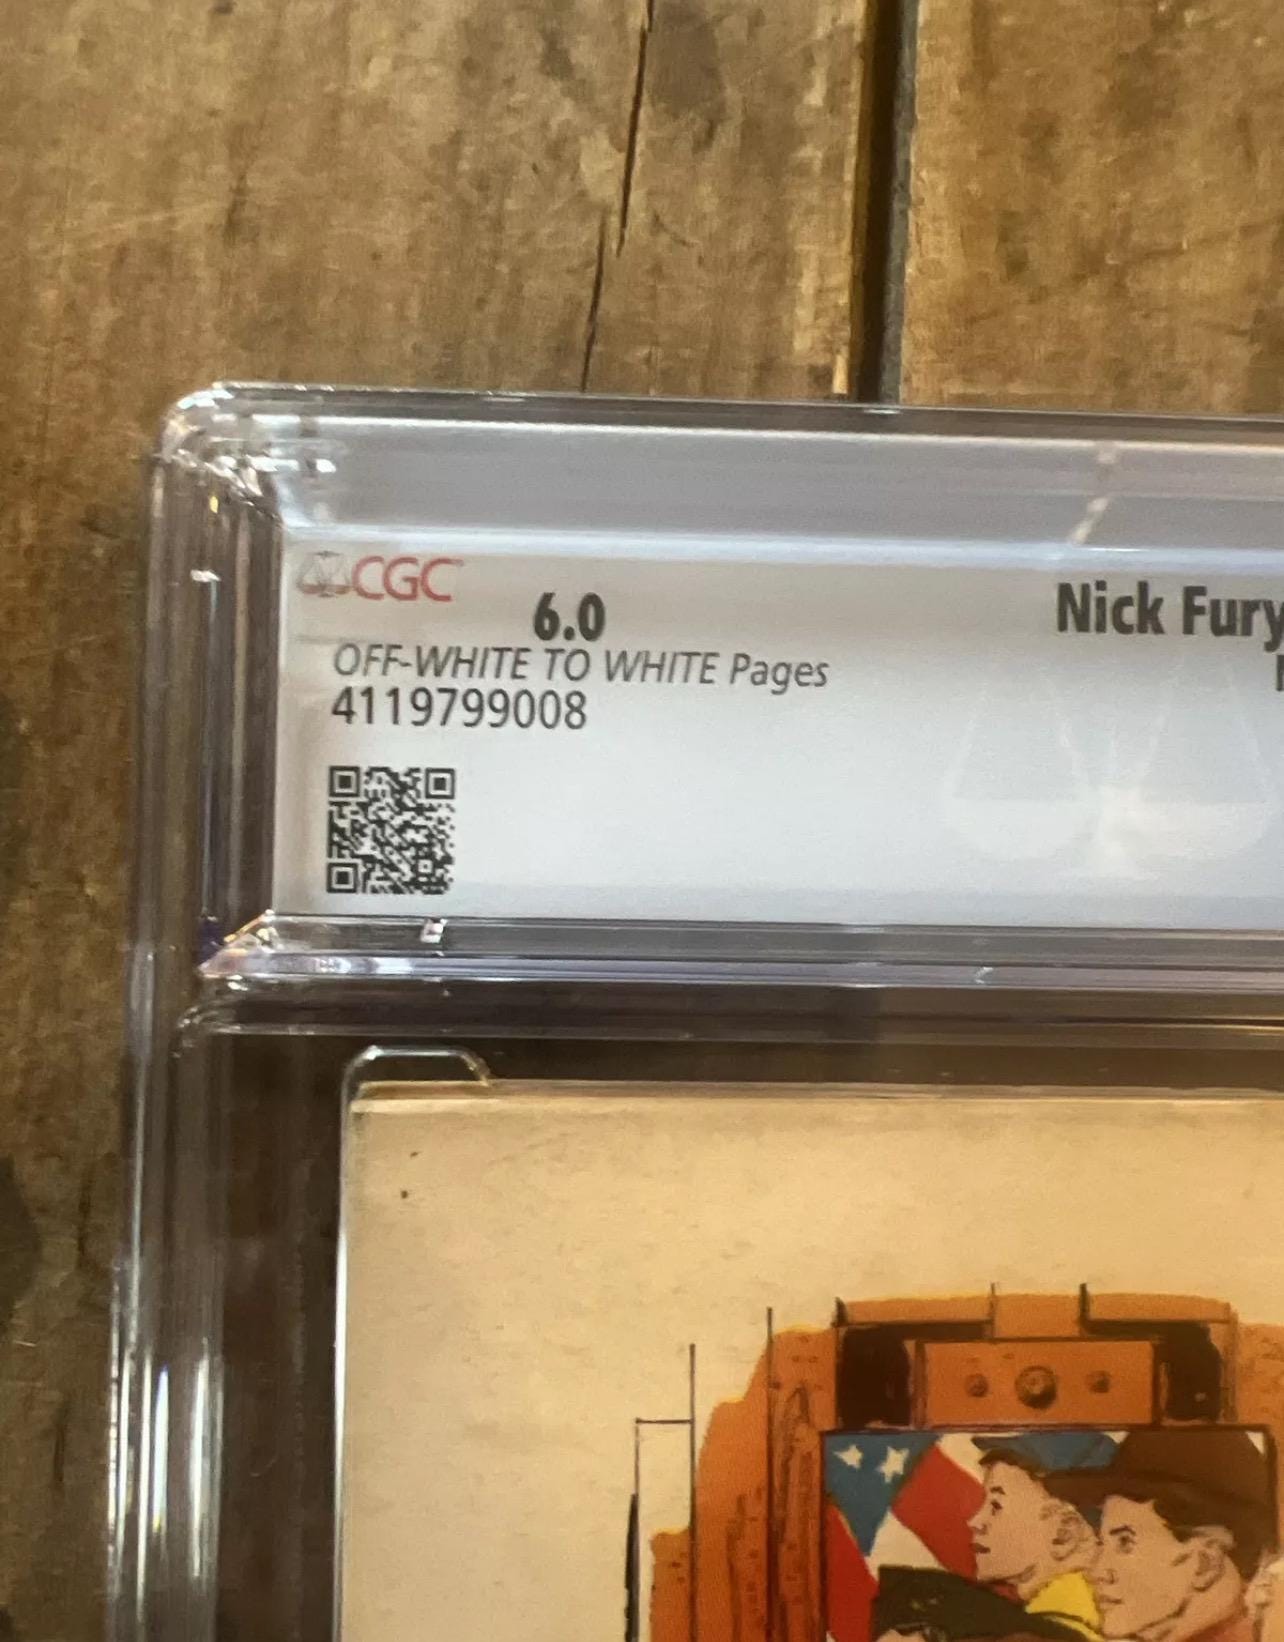 CGC
6.0
Nick Fury
OFF-WHITE TO WHITE Pages
4119799008